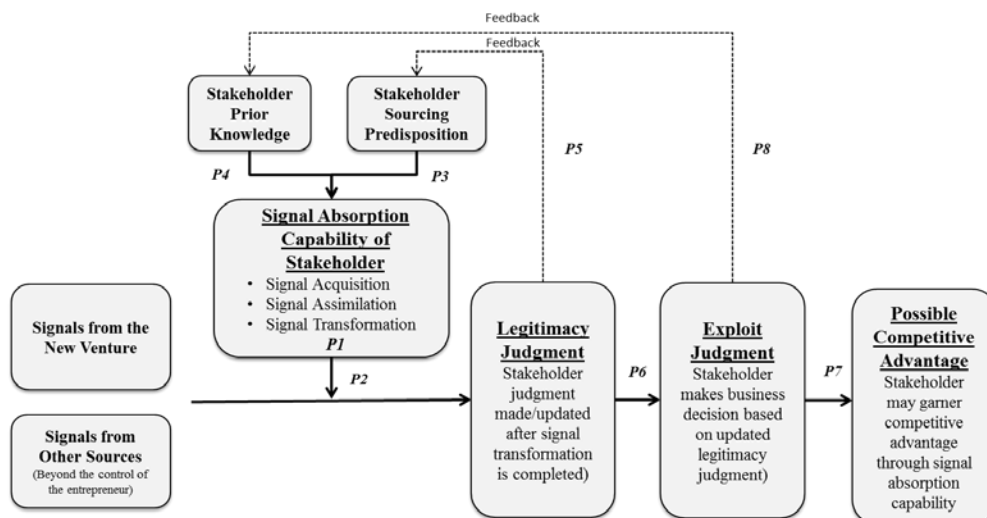 Feedback
Feedback
Stakeholder
Prior
Knowledge
Stakeholder
Sourcing
Predisposition
P4
P3
P5
P8
Signal Absorption
Capability of
Stakeholder
• Signal Acquisition
• Signal Assimilation
• Signal Transformation
P1
P2
Signals from the
New Venture
Signals from
Other Sources
(Beyond the control of
the entrepreneur)
Legitimacy
Judgment
Stakeholder
judgment
made/updated
after signal
transformation
is completed)
P6
Exploit
Judgment
Stakeholder
makes business
decision based
on updated
legitimacy
judgment)
P7
Possible
Competitive
Advantage
Stakeholder
may garner
competitive
advantage
through signal
absorption
capability